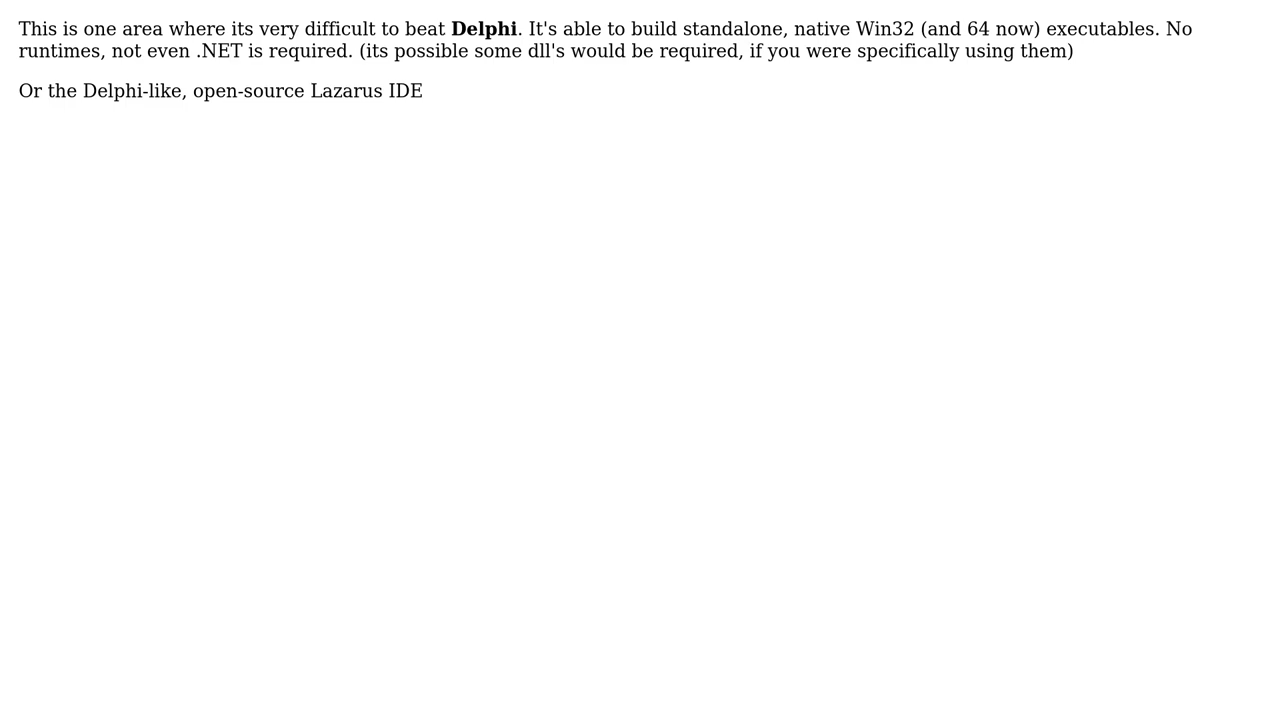 This is one area where its very difficult to beat Delphi. It's able to build standalone, native Win32 (and 64 now) executables. No
runtimes, not even .NET is required. (its possible some dll's would be required, if you were specifically using them)
Or the Delphi-like, open-source Lazarus IDE